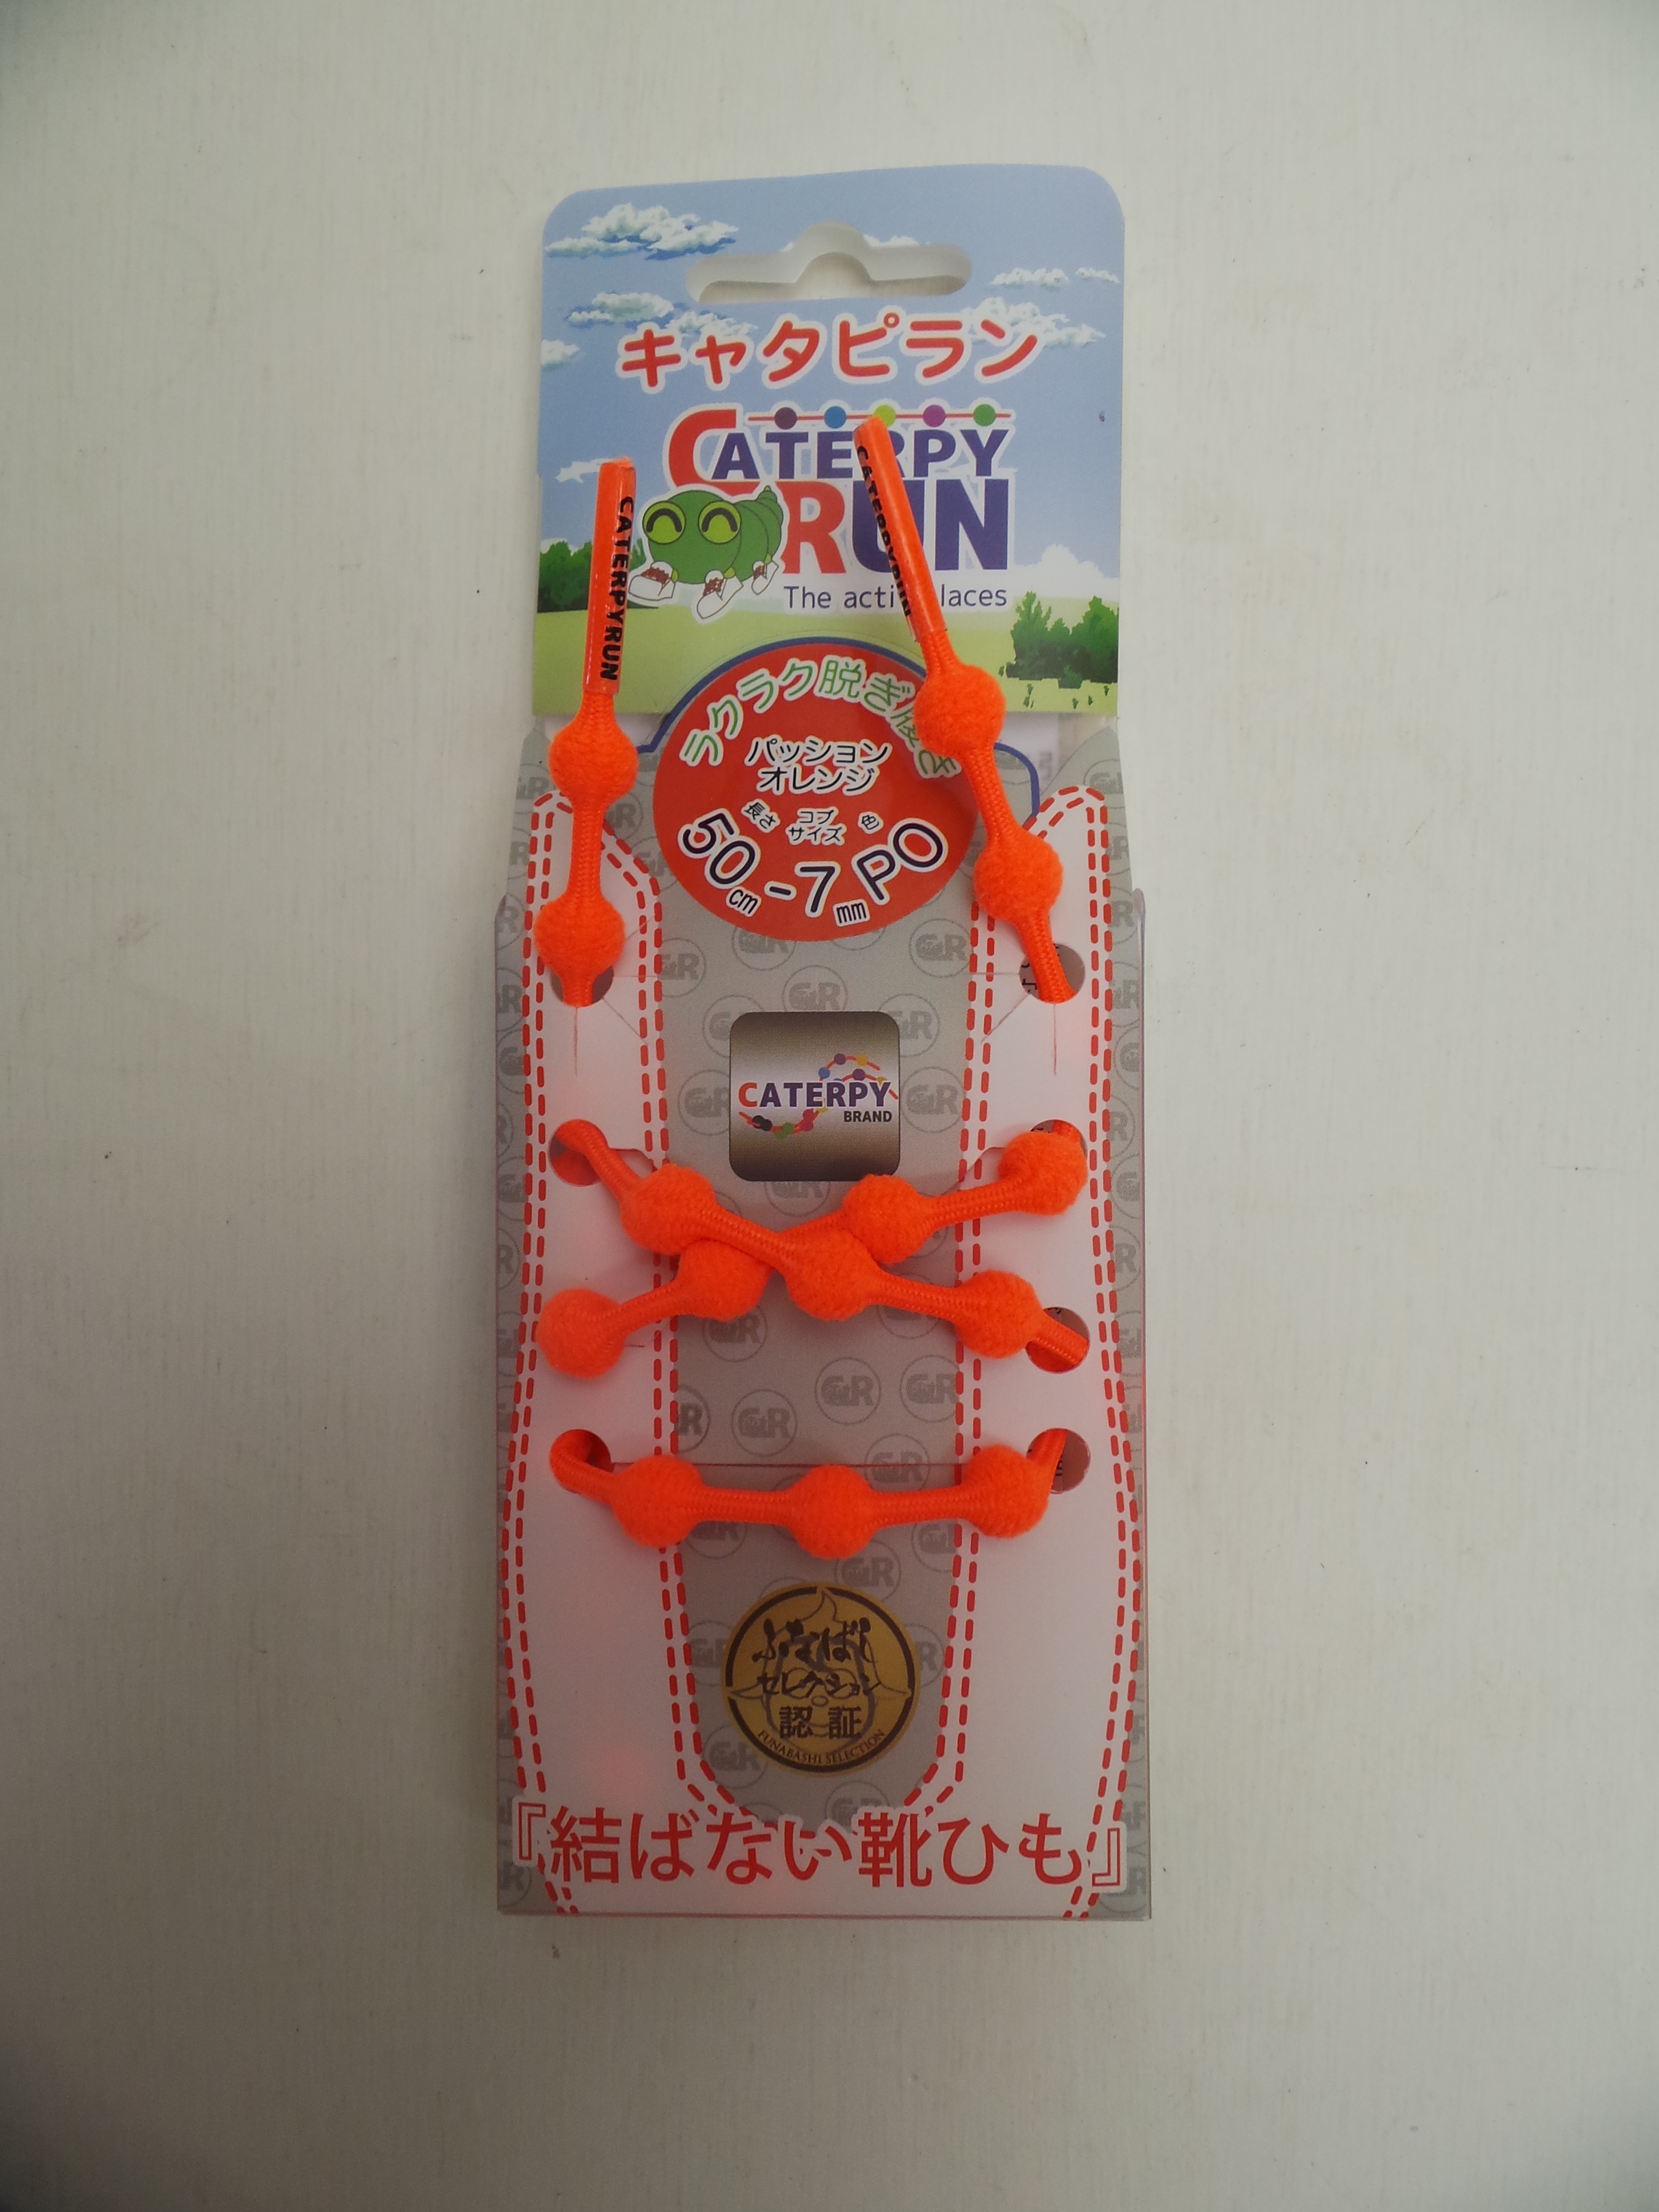 キャタピラン
CATERPY
RUN
The acti laces
CATERPYRUN
CATERPYRUN
ラクラク脱ぎ履き
パッション
オレンジ
長さ コブサイズ 色
50cm-7mm PO
CATERPY
BRAND
ふなばし
セレクション
認証
FUNABASHI SELECTION
『結ばない靴ひも』